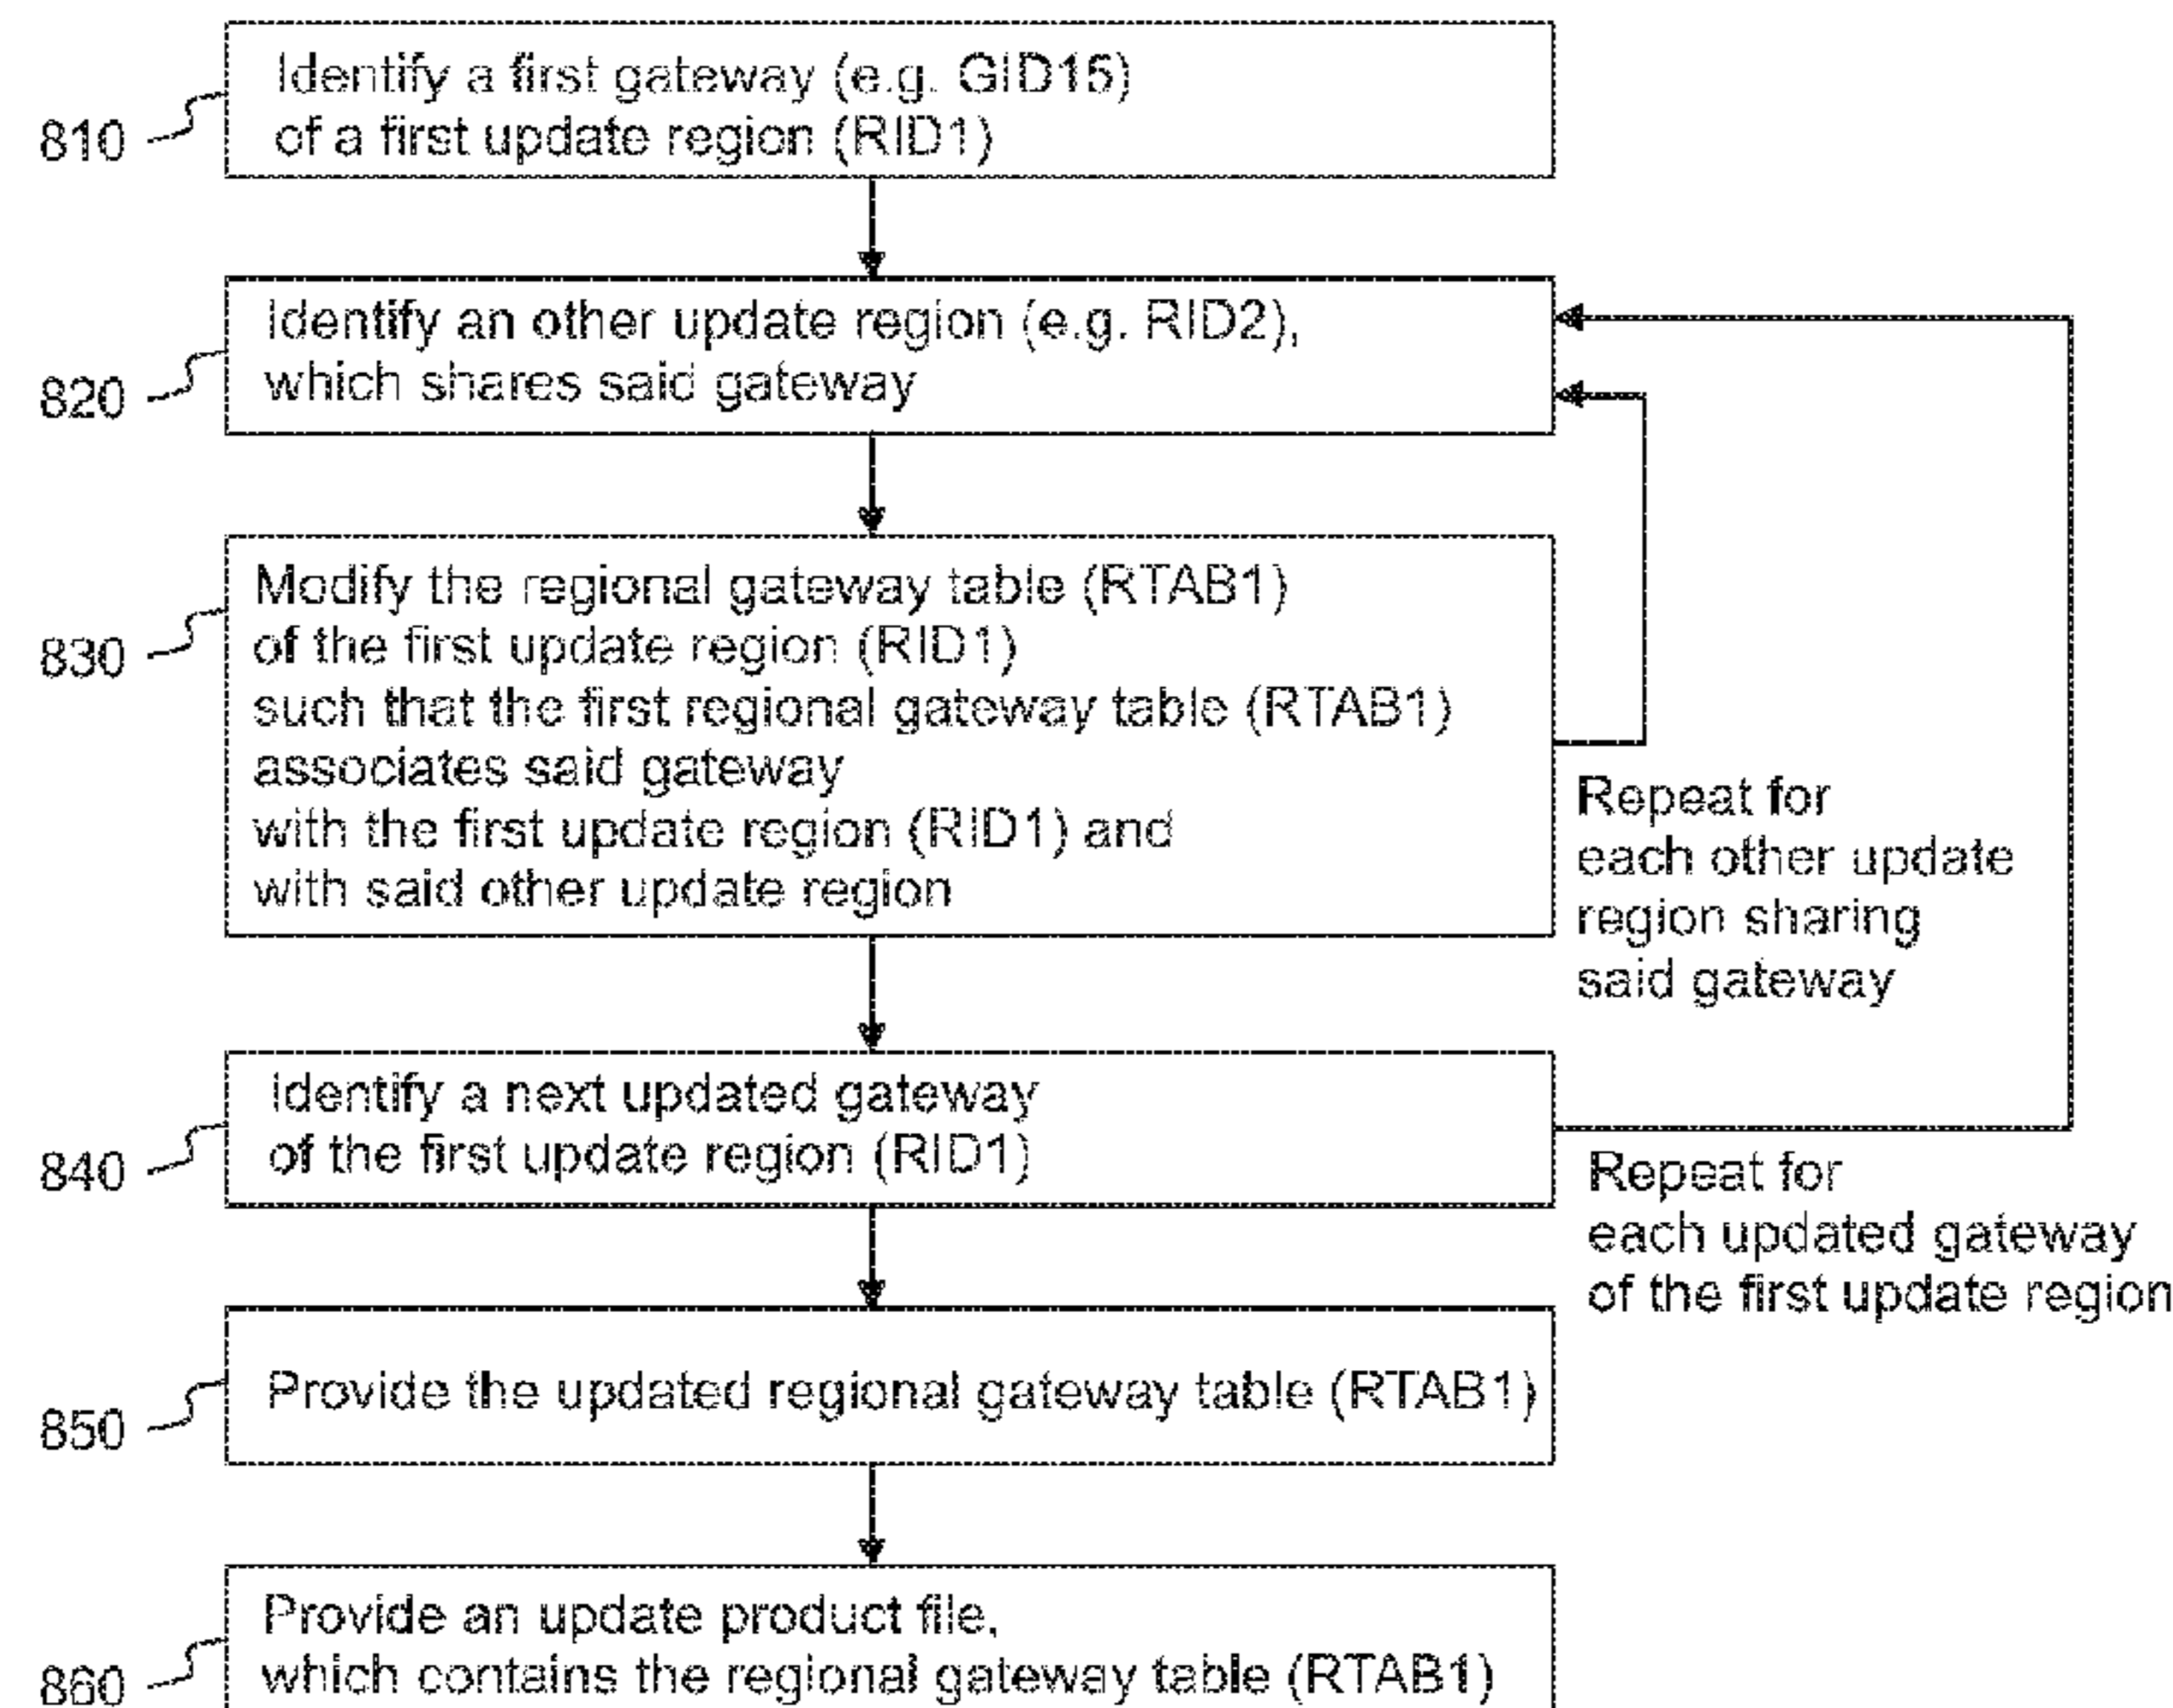 Identify a first gateway (e.g. GID15)
of a first update region (RID1)
810
Identify an other update region (e.g. RID2),
which shares said gateway
820
Modify the regional gateway table (RTAB1)
of the first update region (RID1)
such that the first regional gateway table (RTAB1)
associates said gateway
with the first update region (RID1) and
with said other update region
830
Repeat for
each other update
region sharing
said gateway
Identify a next updated gateway
of the first update region (RID1)
840
Repeat for
each updated gateway
of the first update region
Provide the updated regional gateway table (RTAB1)
850
Provide an update product file,
which contains the regional gateway table (RTAB1)
860